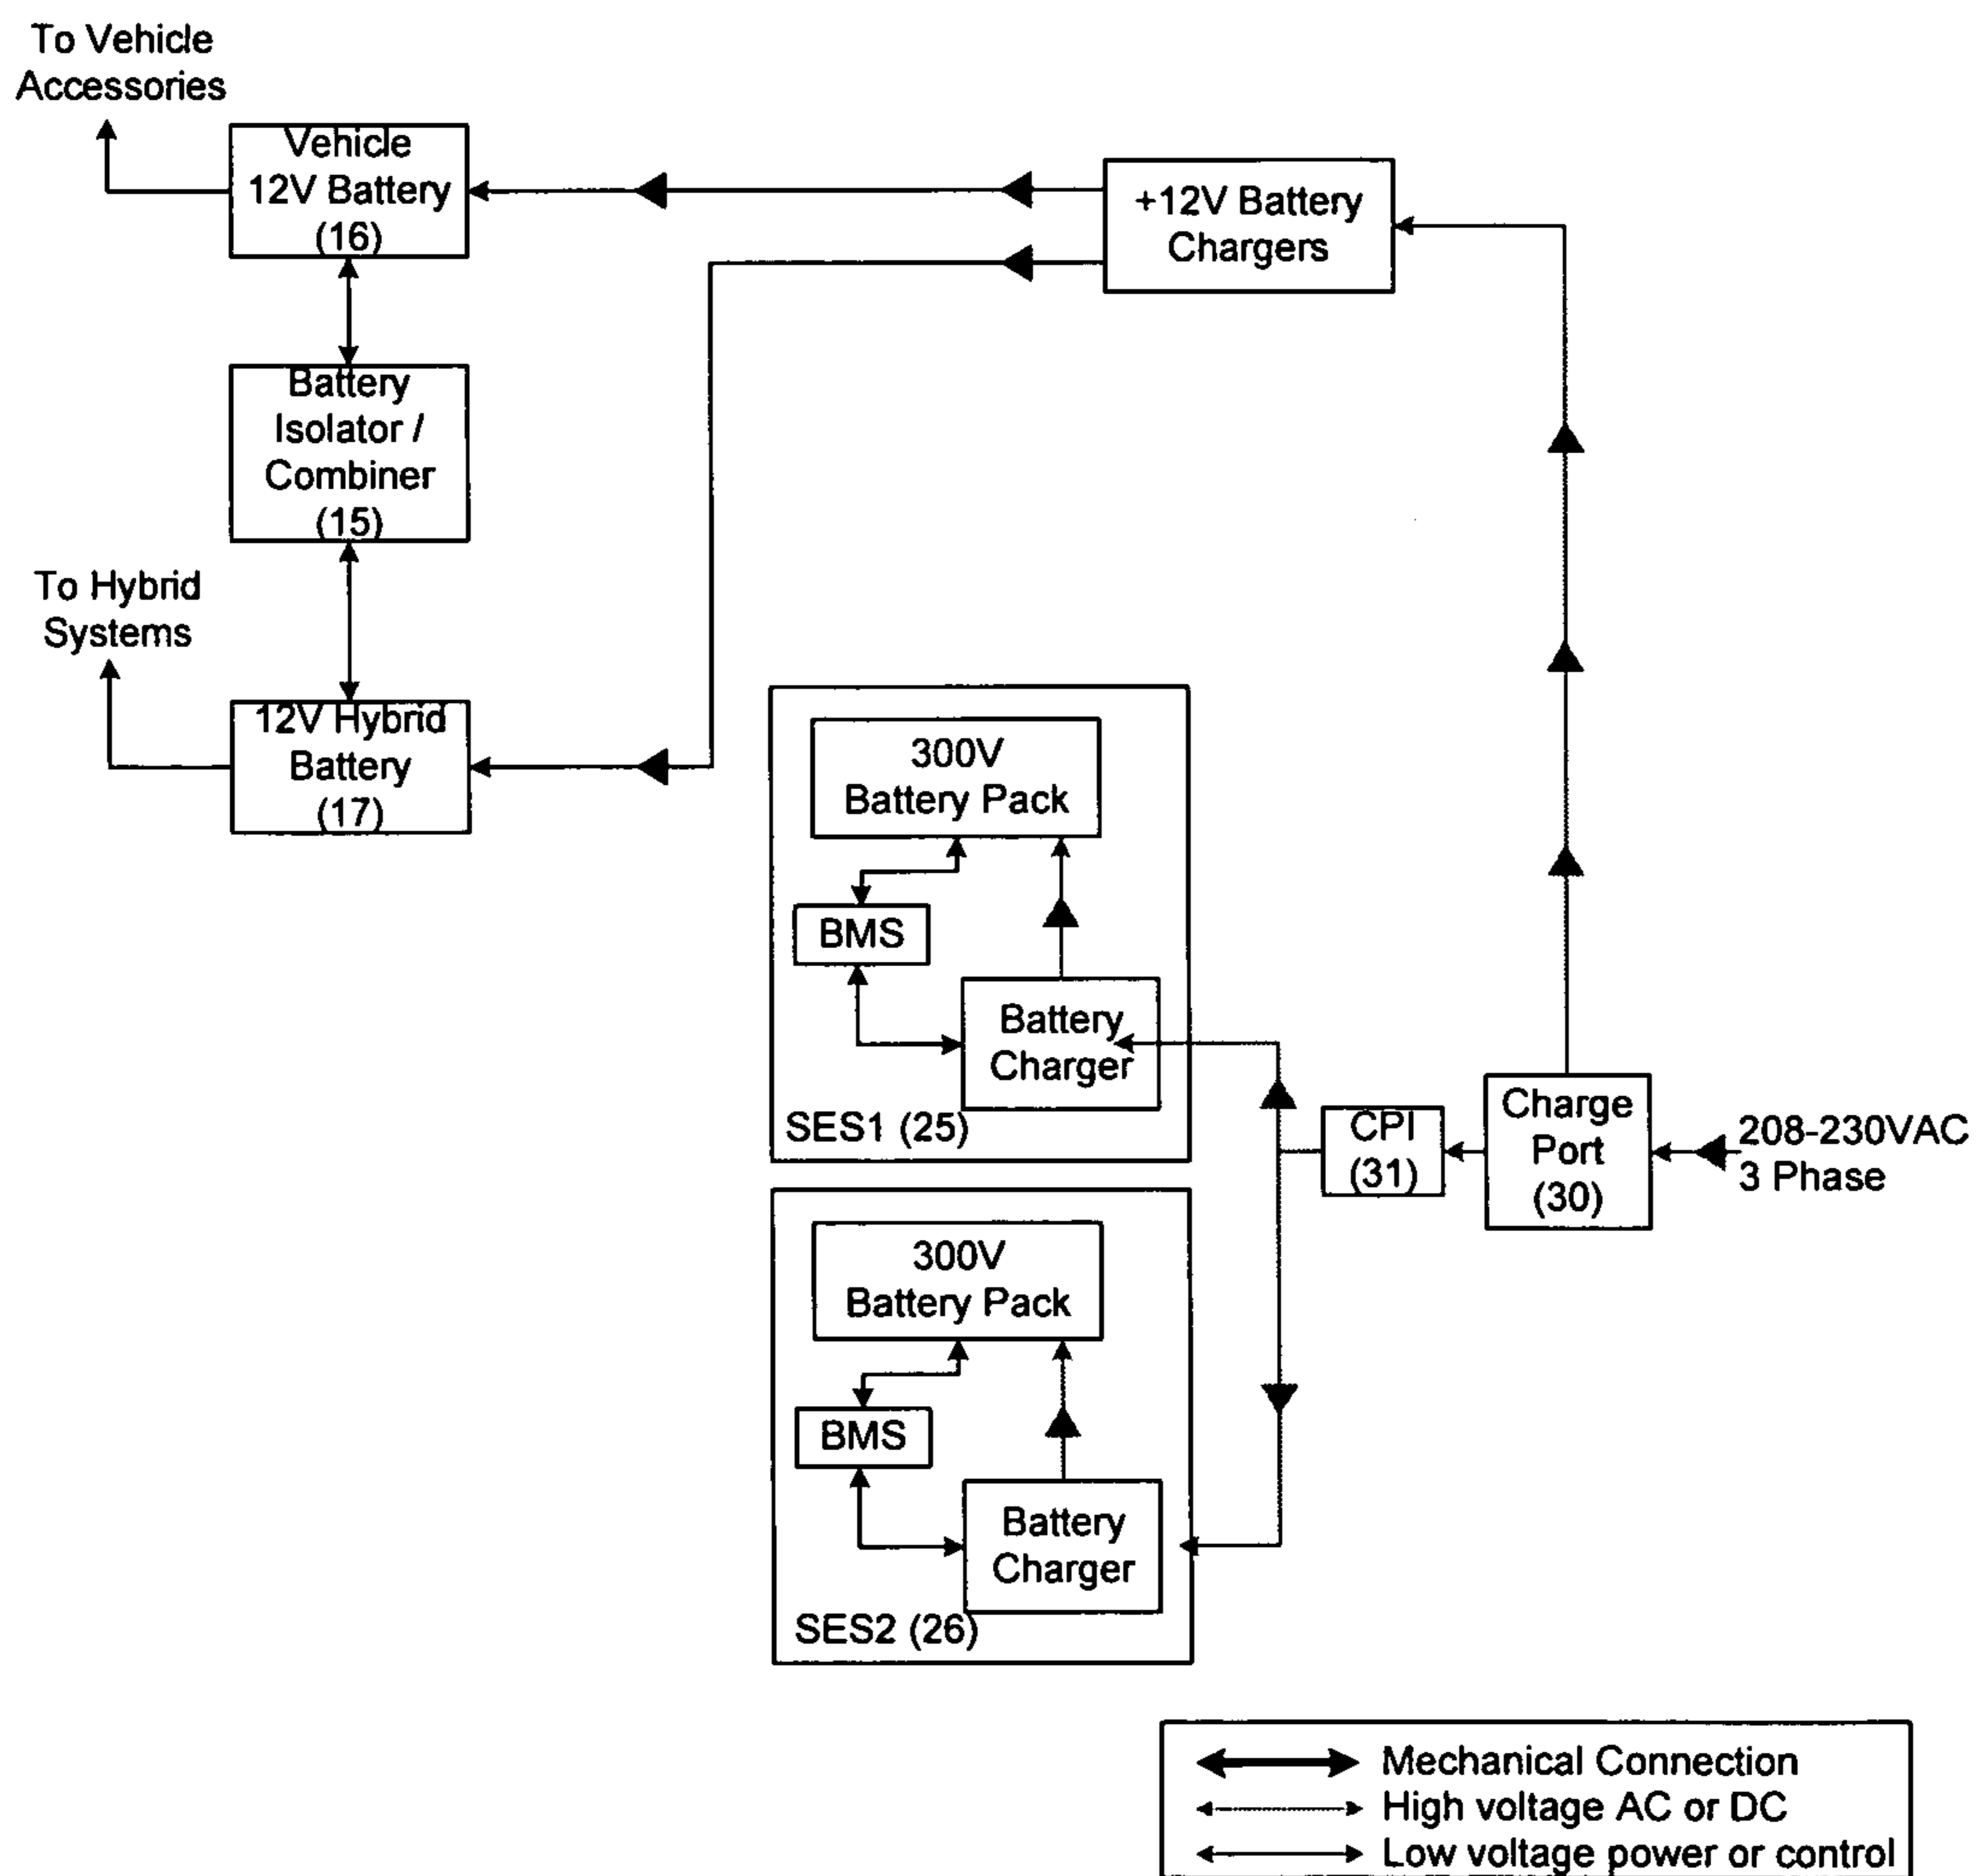 To Vehicle
Accessories
Vehicle
12V Battery
(16)
+12V Battery
Chargers
Battery
Isolator /
Combiner
(15)
To Hybrid
Systems
12V Hybrid
Battery
(17)
300V
Battery Pack
BMS
Battery
Charger
SES1 (25)
CPI
(31)
Charge
Port
(30)
208-230VAC
3 Phase
300V
Battery Pack
BMS
Battery
Charger
SES2 (26)
Mechanical Connection
High voltage AC or DC
Low voltage power or control